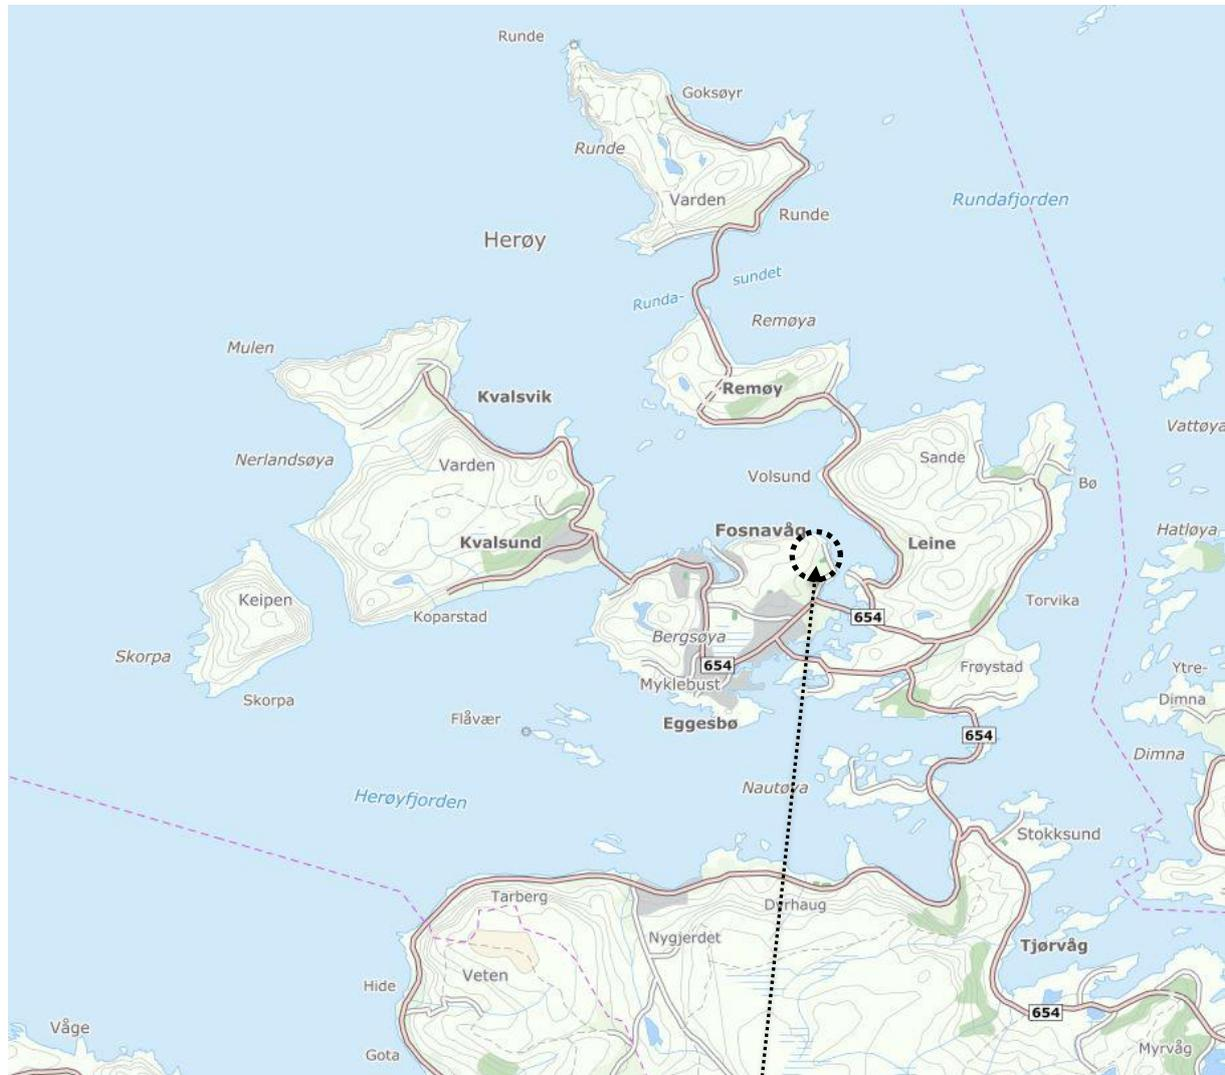 Runde
Goksøyr
Runde
Varden
Rundafjorden
Runde
Herøy
sundet
Runda-
Remøya
Mulen
Remøy
Kvalsvik
Vattøya
Nerlandsøya
Varden
Sande
Volsund
Bø
Fosnavåg
Hatløya
Kvalsund
Leine
Keipen
Torvika
Koparstad
654
Bergsøya
Skorpa
654
Frøystad
Ytre-
Myklebust
Dimna
Skorpa
Flåvær
Eggesbø
654
Dimna
Nautøya
Herøyfjorden
Stokksund
Tarberg
Dyrhaug
Nygjerdet
Tjørvåg
Veten
Hide
654
Våge
Gota
Myrvåg